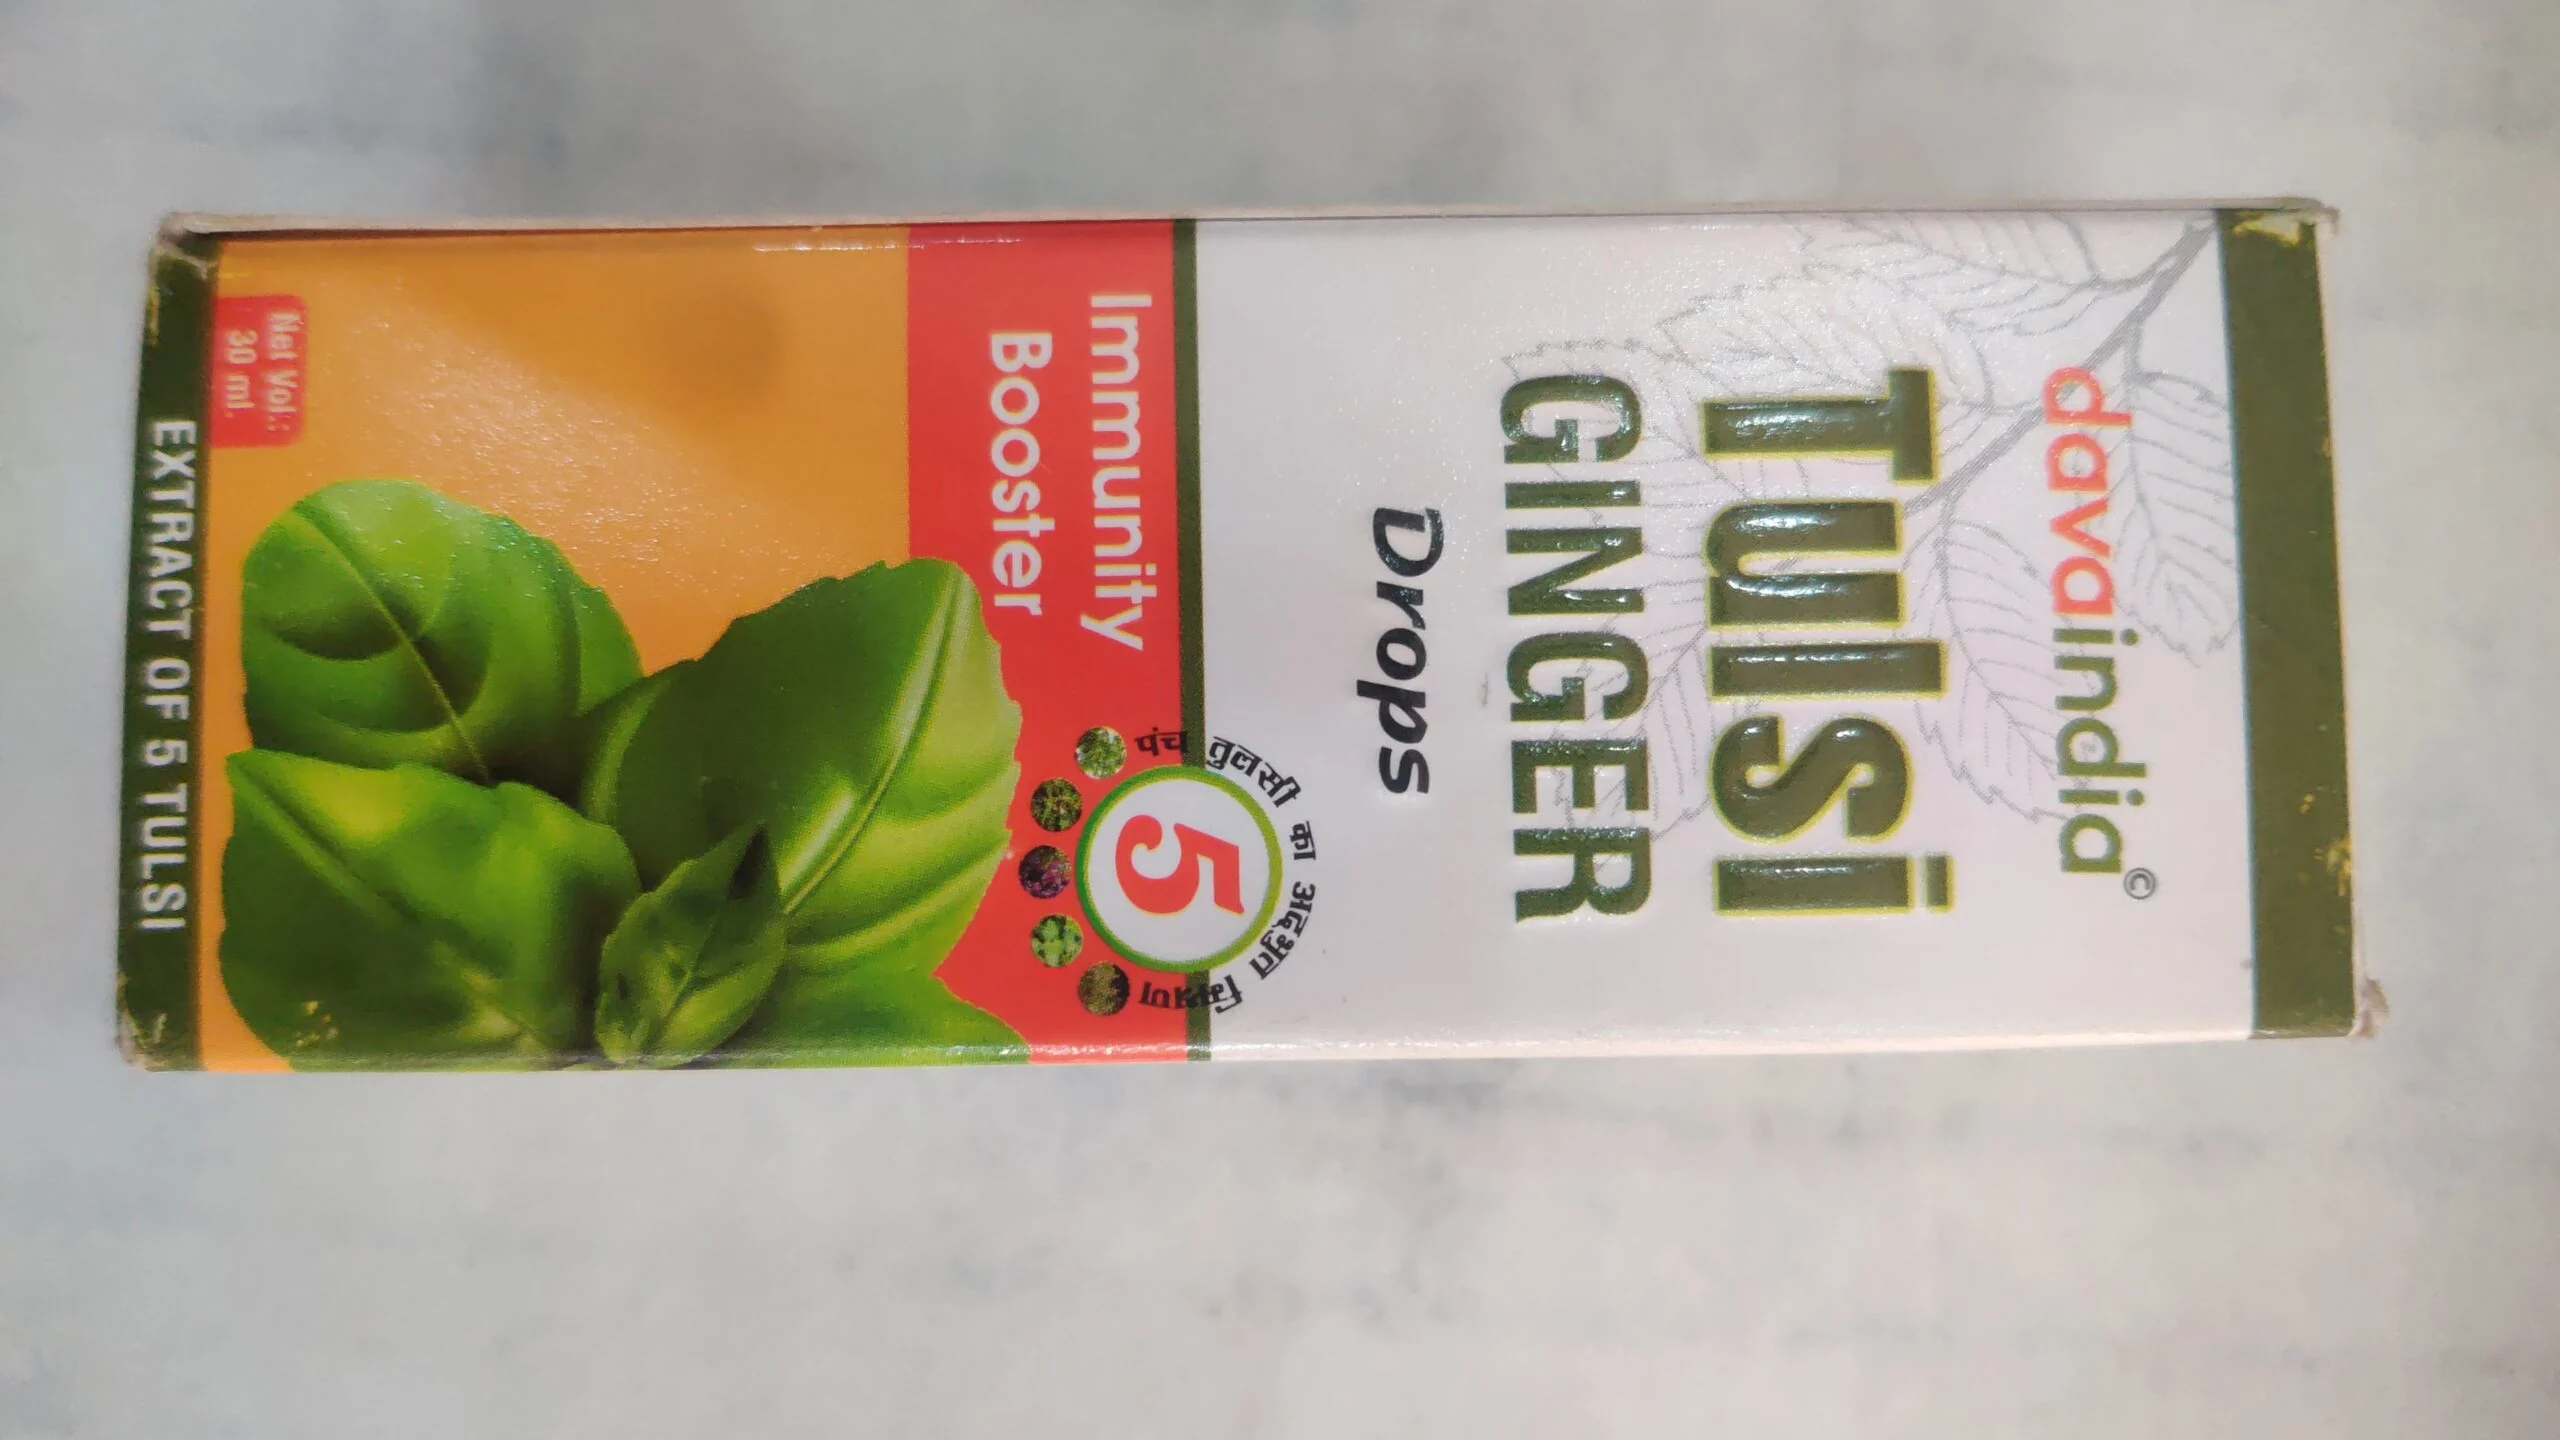 davaindia©
Tulsi
GINGER
Drops
पंच तुलसी का अद्भुत मिश्रण
5
Immunity
Booster
Net Vol.:
30 ml.
EXTRACT OF 5 TULSI